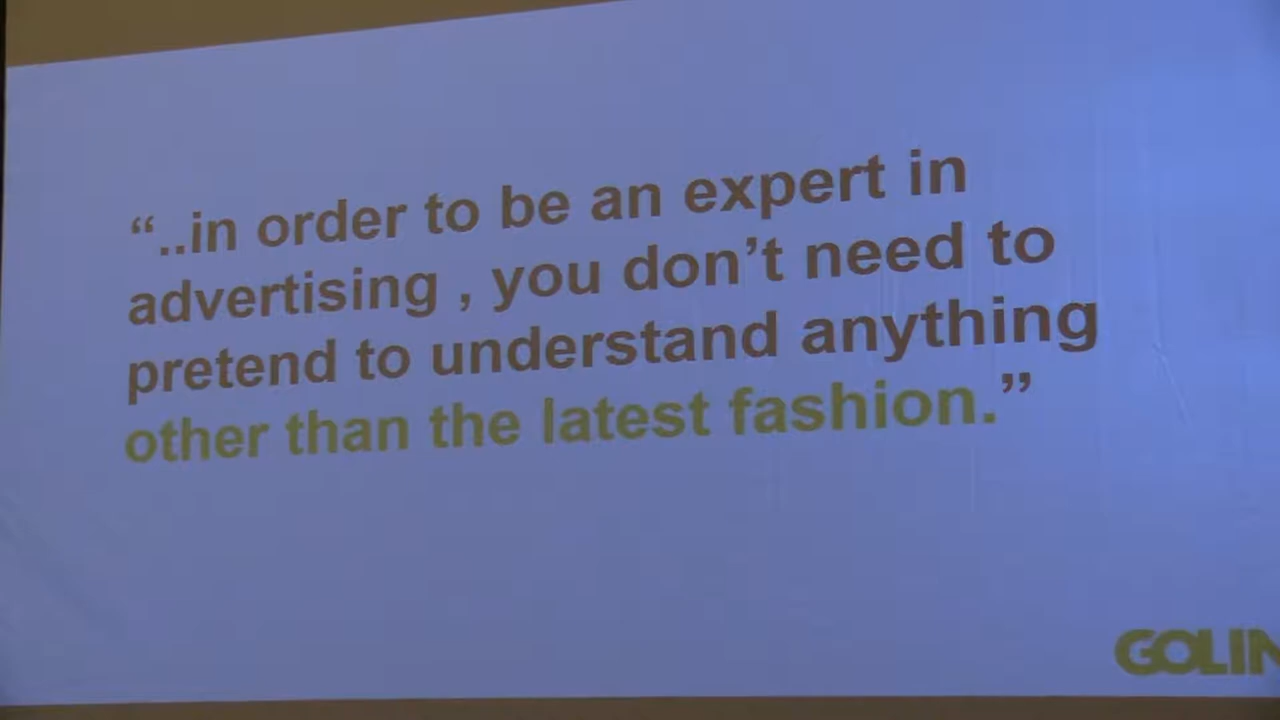 “..in order to be an expert in
advertising , you don’t need to
pretend to understand anything
other than the latest fashion.”
GOLIN